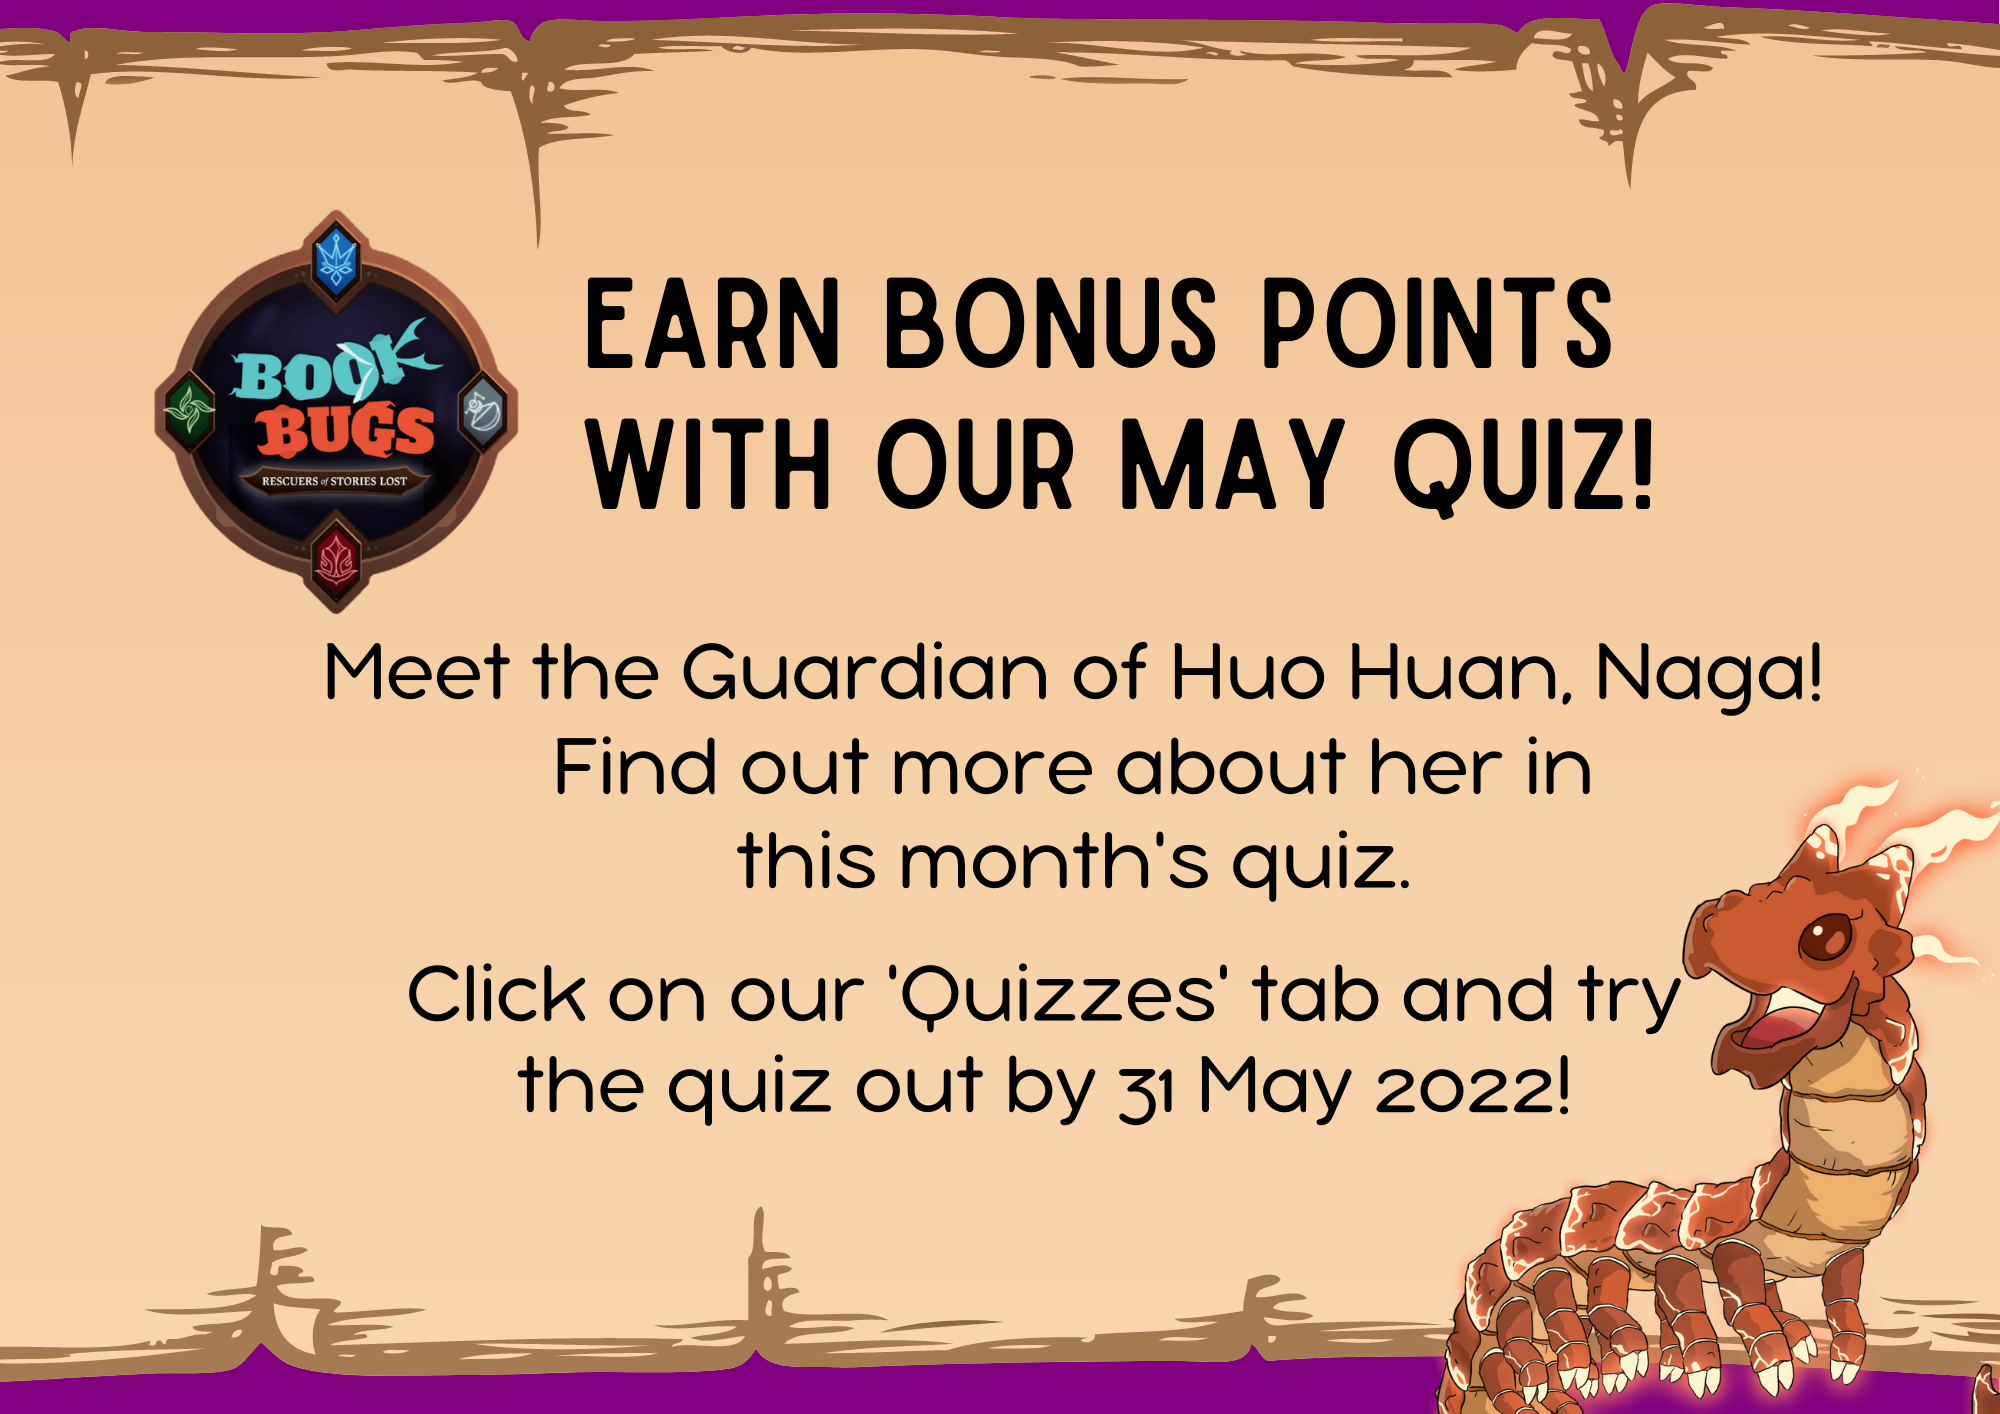 BOOK
BUGS
RESCUERS of STORIES LOST
EARN BONUS POINTS
WITH OUR MAY QUIZ!
Meet the Guardian of Huo Huan, Naga!
Find out more about her in
this month's quiz.
Click on our 'Quizzes' tab and try
the quiz out by 31 May 2022!